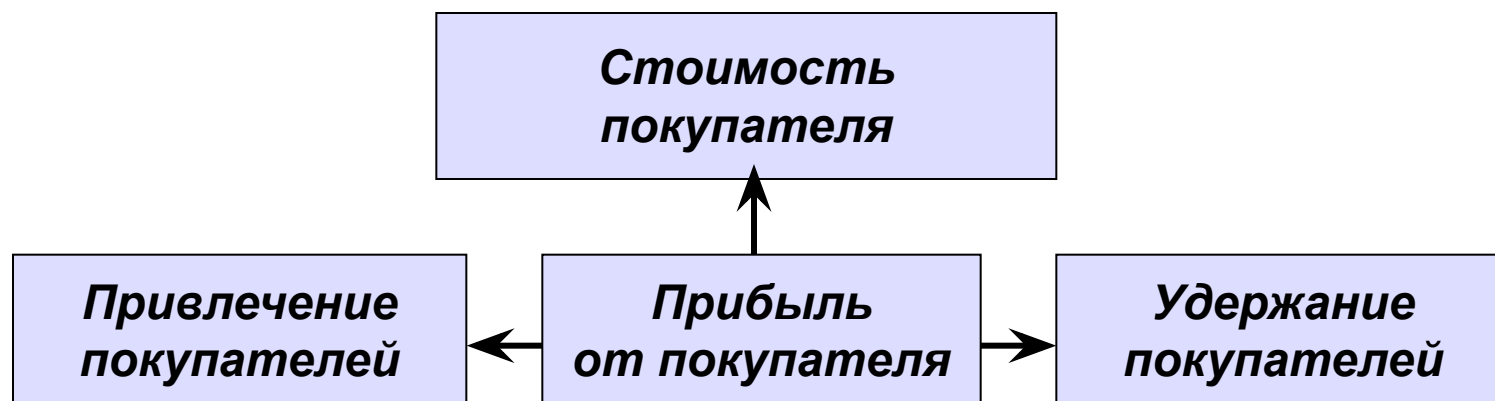 Стоимость
покупателя
Привлечение
покупателей
Прибыль
от покупателя
Удержание
покупателей